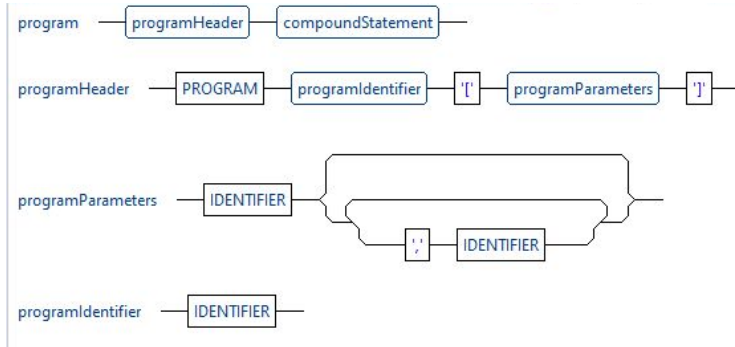 program programHeader compoundStatement
programHeader PROGRAM programIdentifier '[' programParameters ']'
programParameters IDENTIFIER
',' IDENTIFIER
programIdentifier IDENTIFIER